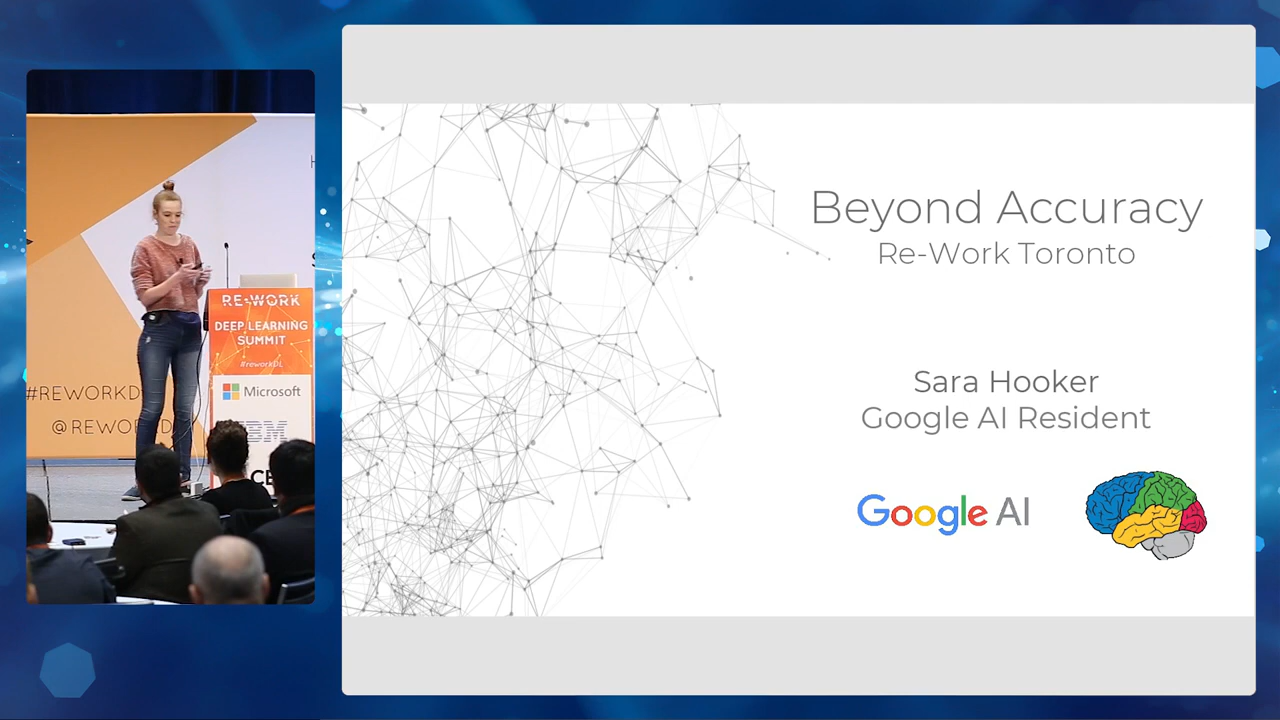 RE•WORK
DEEP LEARNING
SUMMIT
#reworkDL
Microsoft
IBM
#REWORKD
@REWORKD
Beyond Accuracy
Re-Work Toronto
Sara Hooker
Google AI Resident
Google AI